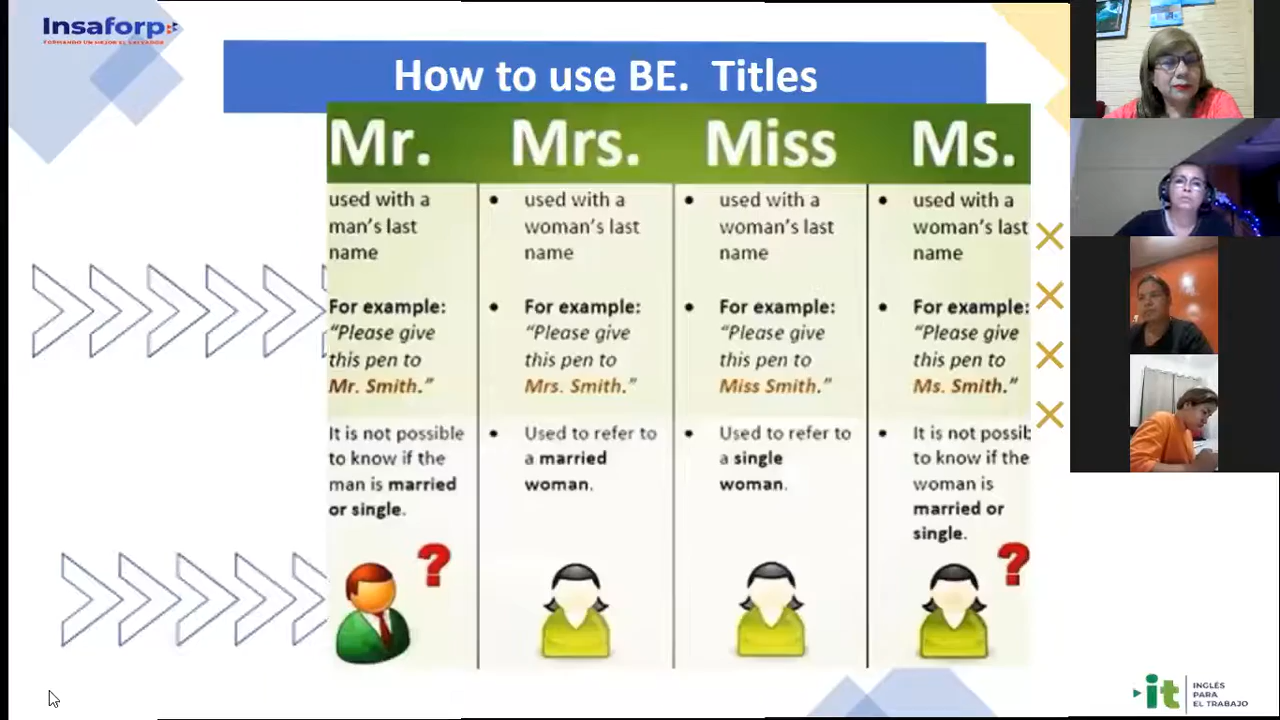 Insaforp
FORMANDO UN MEJOR EL SALVADOR
How to use BE. Titles
Mr.
used with a
man's last
name
For example:
"Please give
this pen to
Mr. Smith."
It is not possible
to know if the
man is married
or single.
?
Mrs.
• used with a
woman's last
name
• For example:
"Please give
this pen to
Mrs. Smith."
• Used to refer to
a married
woman.
Miss
• used with a
woman's last
name
• For example:
"Please give
this pen to
Miss Smith."
• Used to refer to
a single
woman.
Ms.
• used with a
woman's last
name
• For example:
"Please give
this pen to
Ms. Smith."
• It is not possib
to know if the
woman is
married or
single.
?
it
INGLÉS
PARA
EL TRABAJO